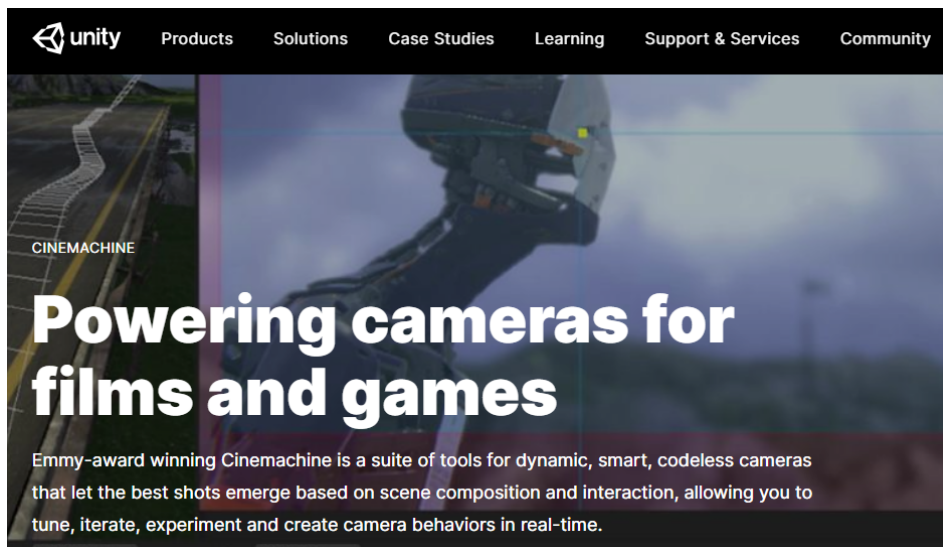 unity Products Solutions Case Studies Learning Support & Services Community
CINEMACHINE
Powering cameras for
films and games
Emmy-award winning Cinemachine is a suite of tools for dynamic, smart, codeless cameras
that let the best shots emerge based on scene composition and interaction, allowing you to
tune, iterate, experiment and create camera behaviors in real-time.